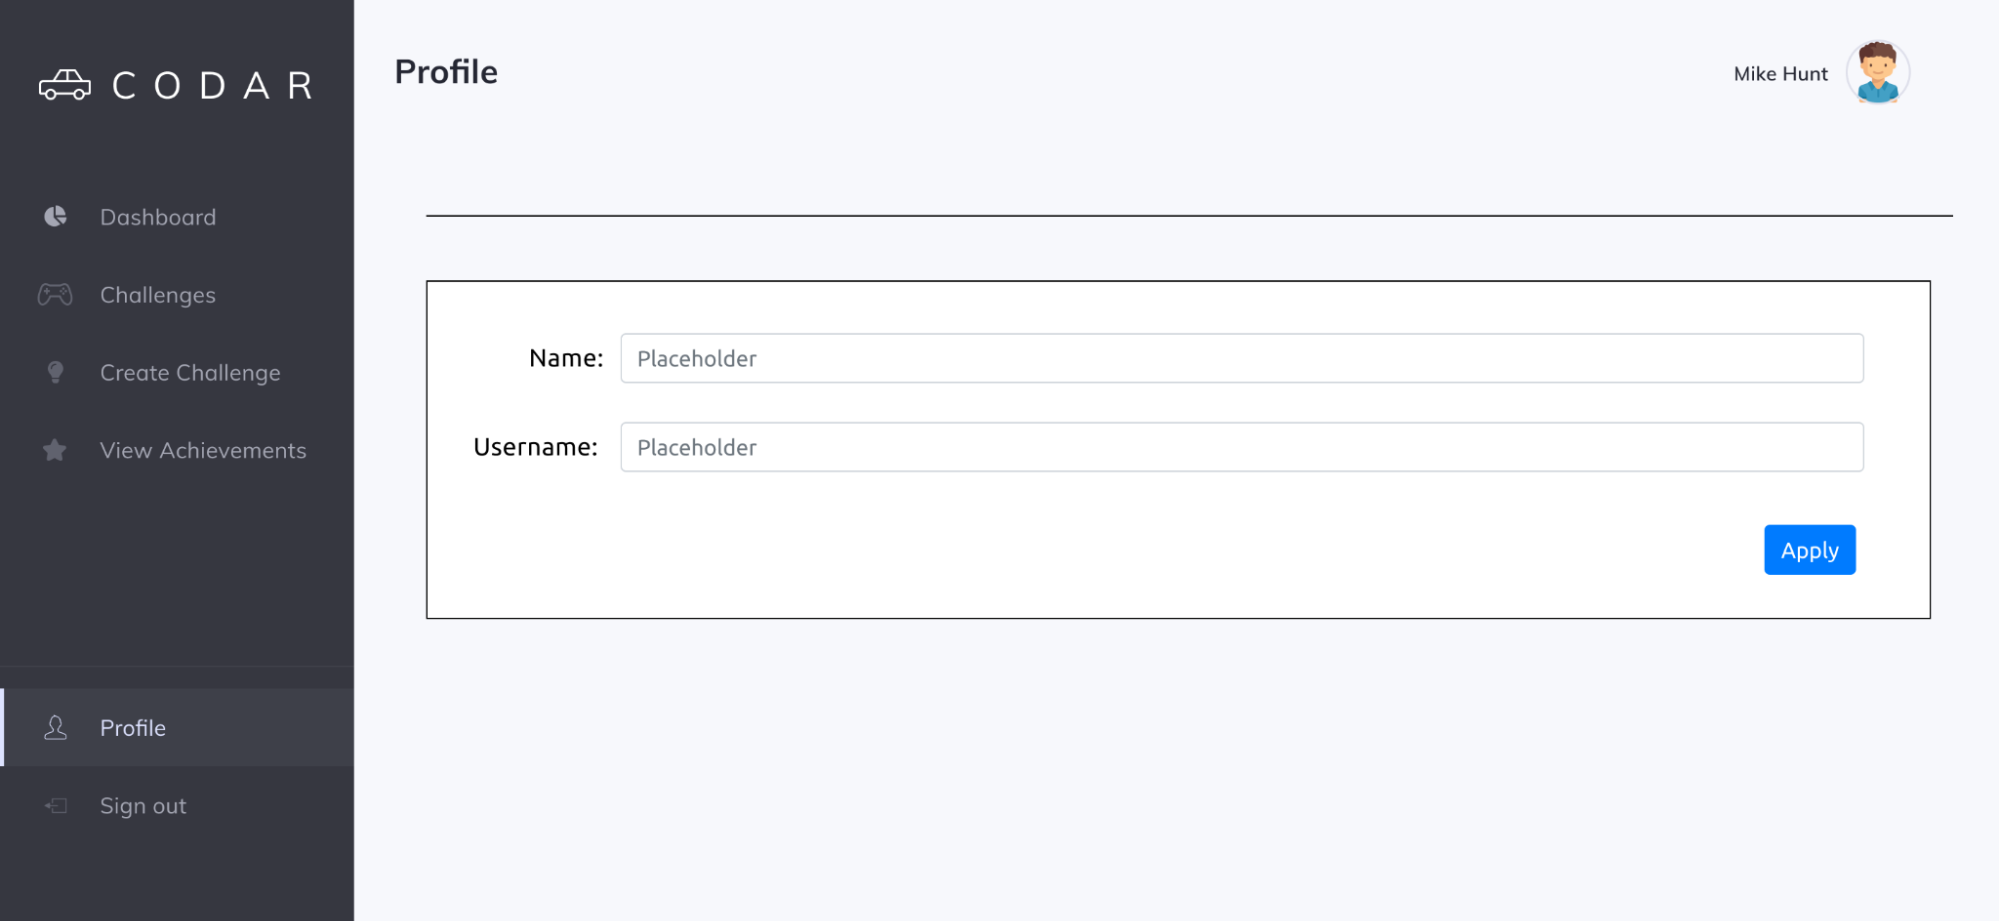 CODAR
Dashboard
Challenges
Create Challenge
View Achievements
Profile
Sign out
Profile
Mike Hunt
Name: Placeholder
Username: Placeholder
Apply